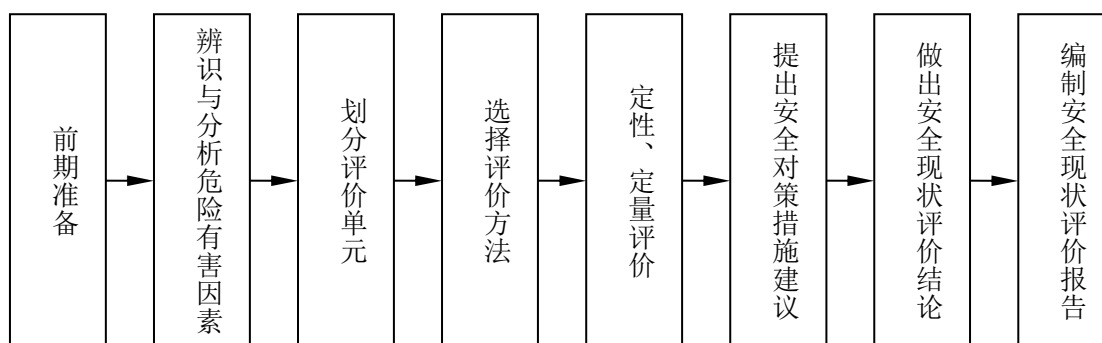 前期准备
辨识与分析危险有害因素
划分评价单元
选择评价方法
定性、定量评价
提出安全对策措施建议
做出安全现状评价结论
编制安全现状评价报告